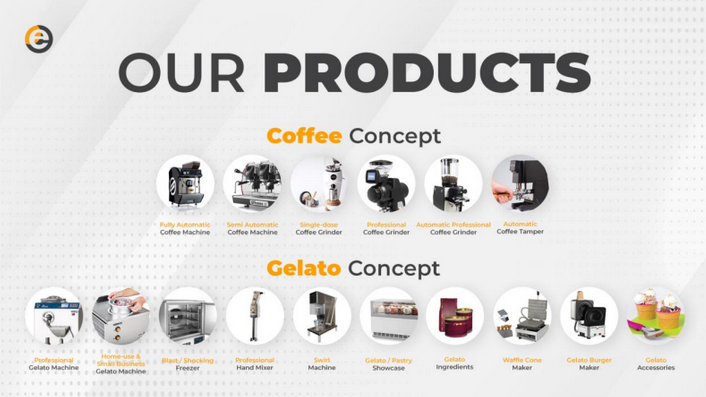 OUR PRODUCTS
Coffee Concept
Fully Automatic
Coffee Machine
Semi Automatic
Coffee Machine
Single-dose
Coffee Grinder
Professional
Coffee Grinder
Automatic Professional
Coffee Grinder
Automatic
Coffee Tamper
Gelato Concept
Professional
Gelato Machine
Home-use &
Small Business
Gelato Machine
Blast / Shocking
Freezer
Professional
Hand Mixer
Swirl
Machine
Gelato / Pastry
Showcase
Gelato
Ingredients
Waffle Cone
Maker
Gelato Burger
Maker
Gelato
Accessories